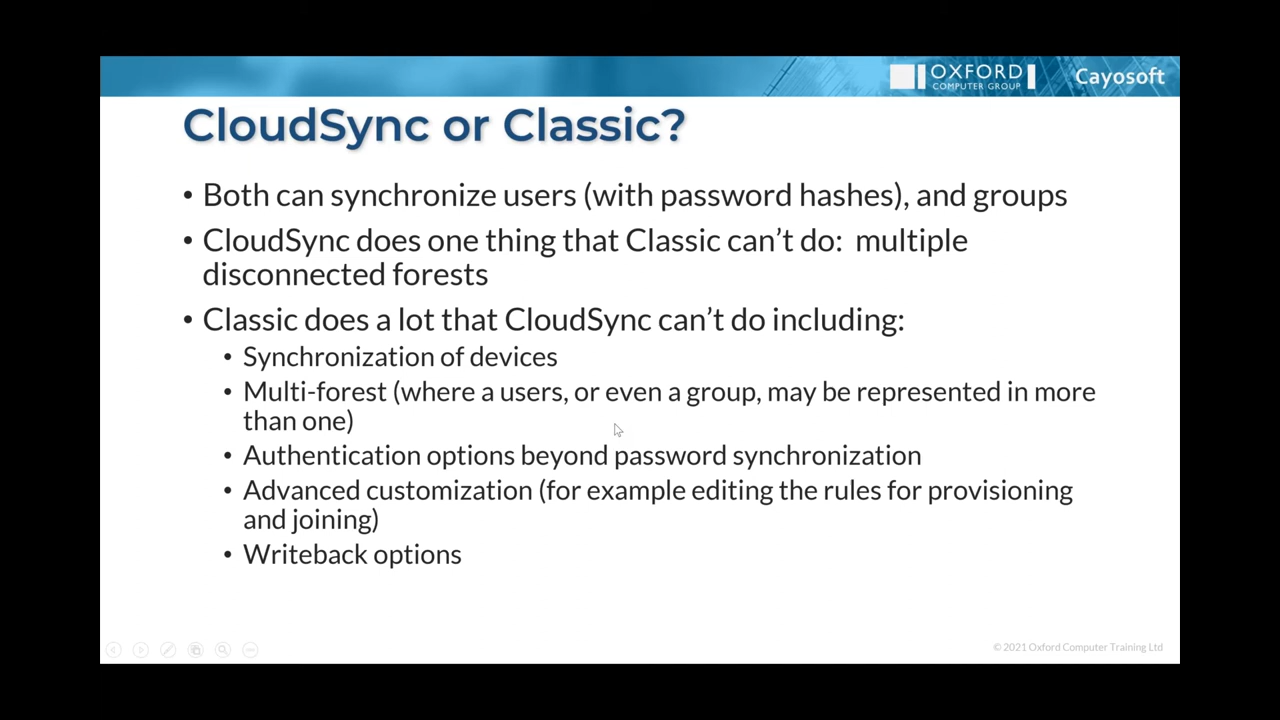 OXFORD
COMPUTER GROUP
Cayosoft
CloudSync or Classic?
• Both can synchronize users (with password hashes), and groups
• CloudSync does one thing that Classic can’t do:  multiple
disconnected forests
• Classic does a lot that CloudSync can’t do including:
• Synchronization of devices
• Multi-forest (where a users, or even a group, may be represented in more
than one)
• Authentication options beyond password synchronization
• Advanced customization (for example editing the rules for provisioning
and joining)
• Writeback options
© 2021 Oxford Computer Training Ltd